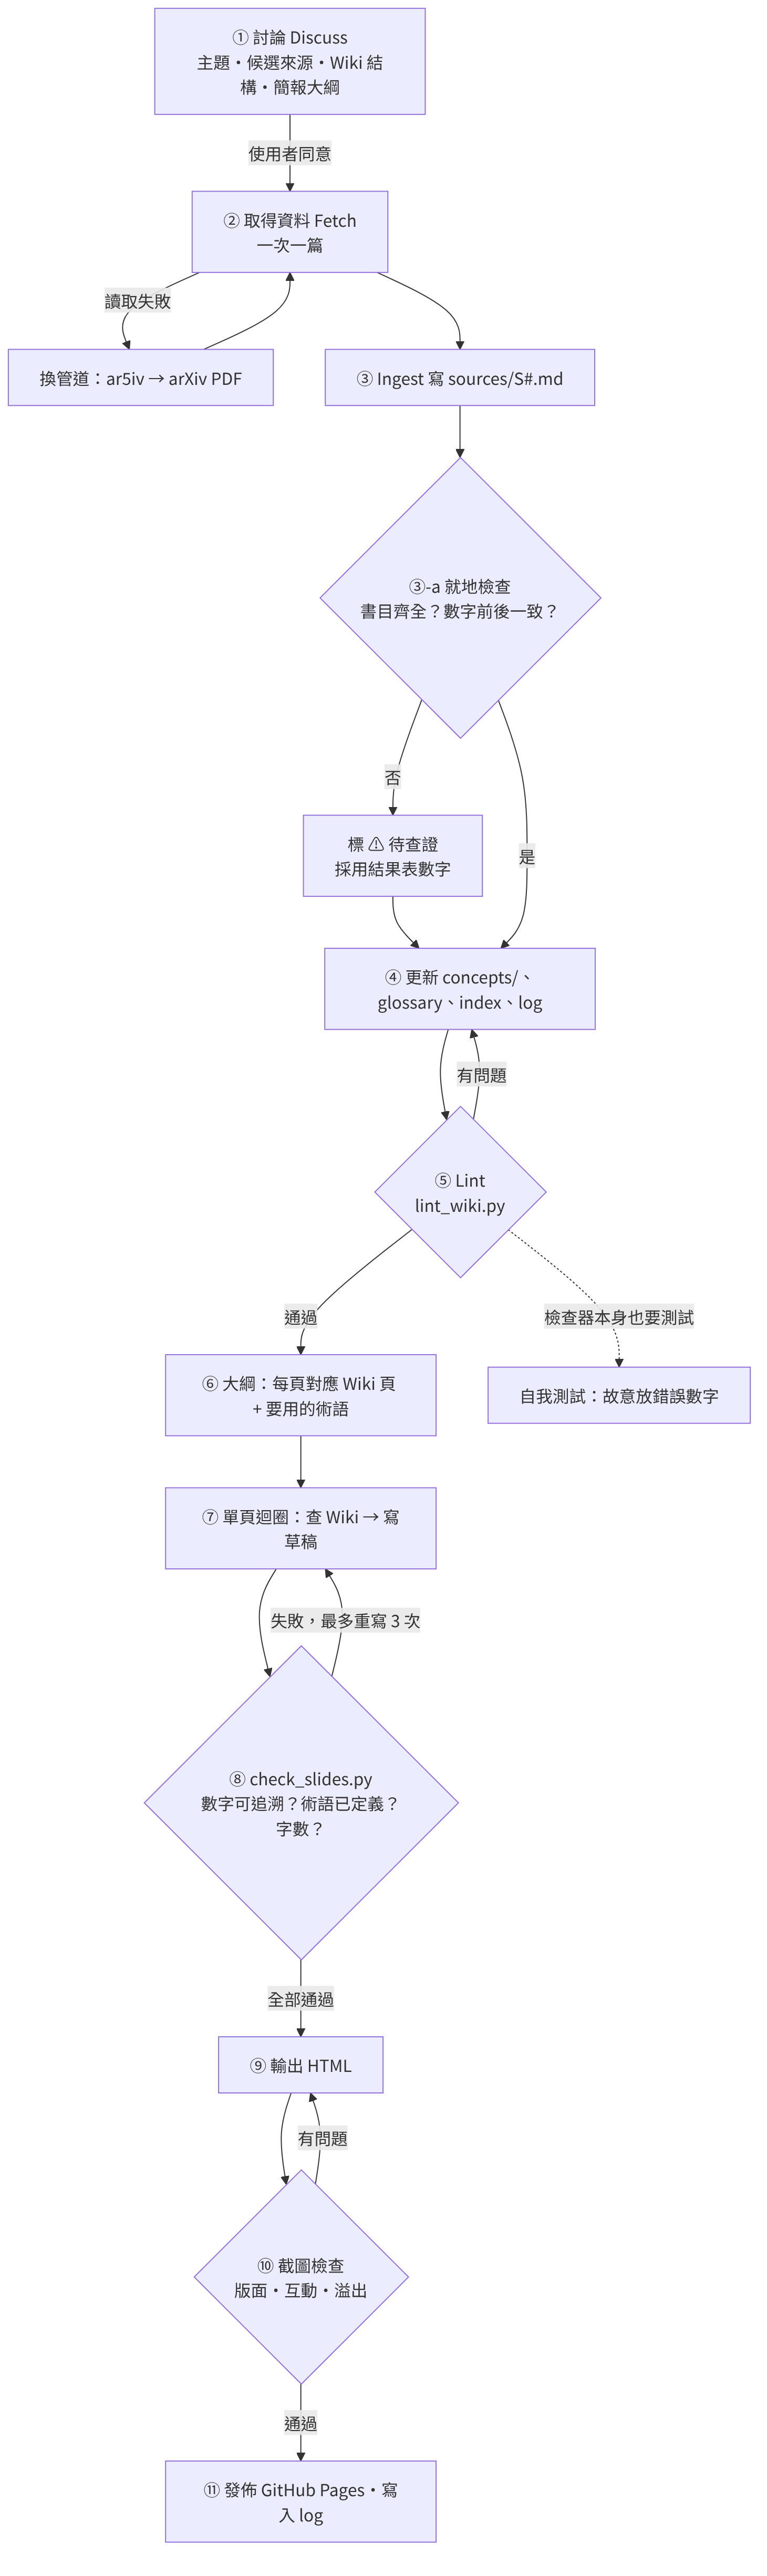 ① 討論 Discuss
主題・候選來源・Wiki 結
構・簡報大綱
使用者同意
② 取得資料 Fetch
一次一篇
讀取失敗
換管道：ar5iv → arXiv PDF
③ Ingest 寫 sources/S#.md
③-a 就地檢查
書目齊全？數字前後一致？
否
標 ⚠ 待查證
採用結果表數字
是
④ 更新 concepts/、
glossary、index、log
有問題
⑤ Lint
lint_wiki.py
通過
檢查器本身也要測試
⑥ 大綱：每頁對應 Wiki 頁
+ 要用的術語
自我測試：故意放錯誤數字
⑦ 單頁迴圈：查 Wiki → 寫
草稿
失敗，最多重寫 3 次
⑧ check_slides.py
數字可追溯？術語已定義？
字數？
全部通過
⑨ 輸出 HTML
有問題
⑩ 截圖檢查
版面・互動・溢出
通過
⑪ 發佈 GitHub Pages・寫
入 log